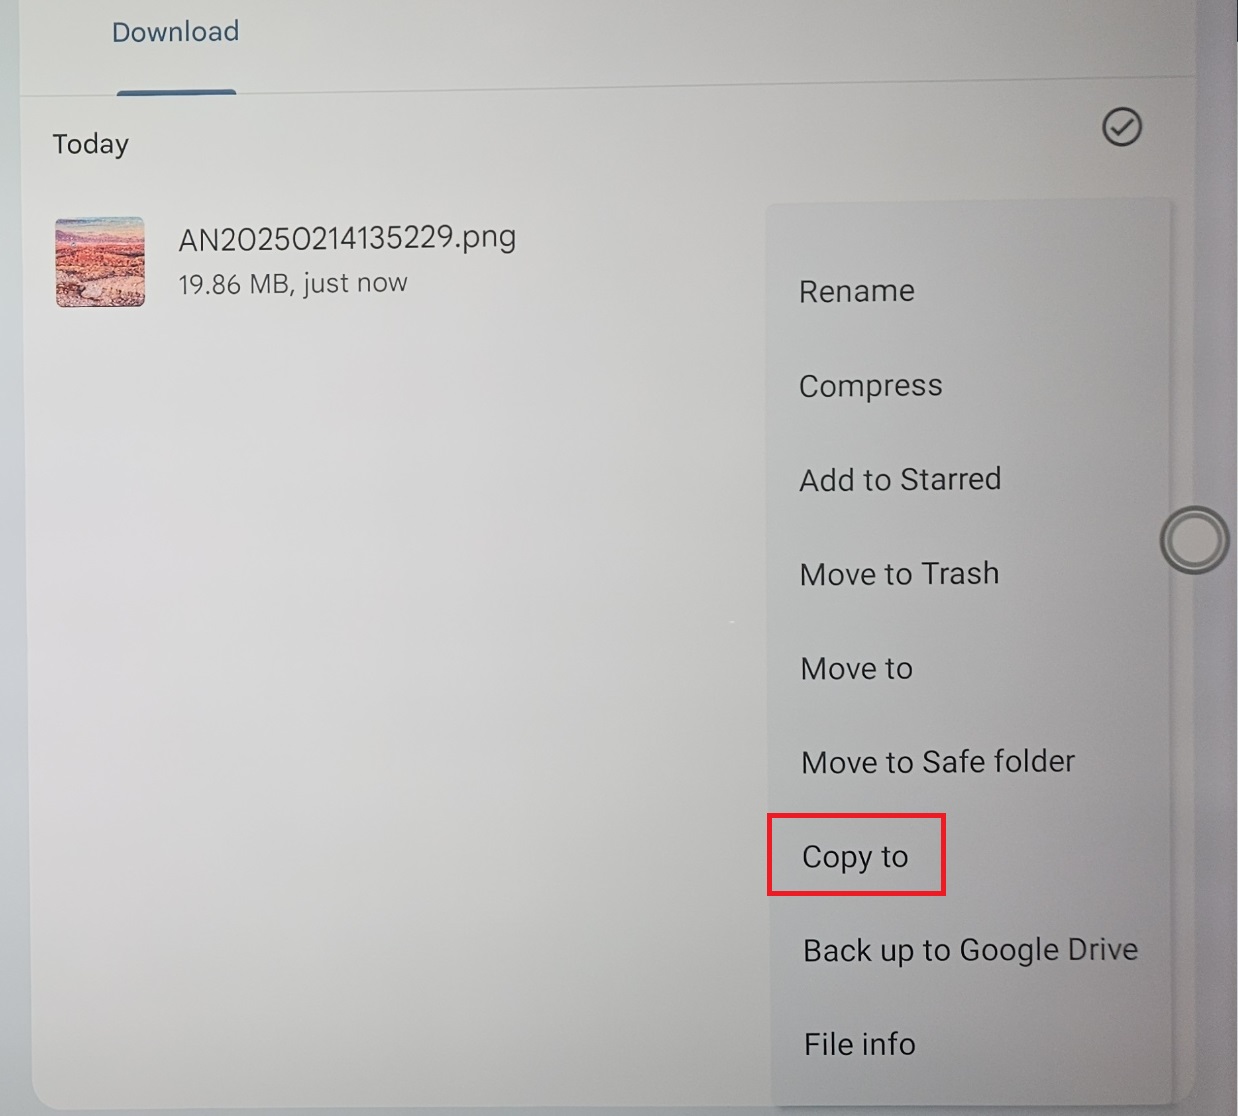 Download
Today
AN20250214135229.png
19.86 MB, just now
Rename
Compress
Add to Starred
Move to Trash
Move to
Move to Safe folder
Copy to
Back up to Google Drive
File info